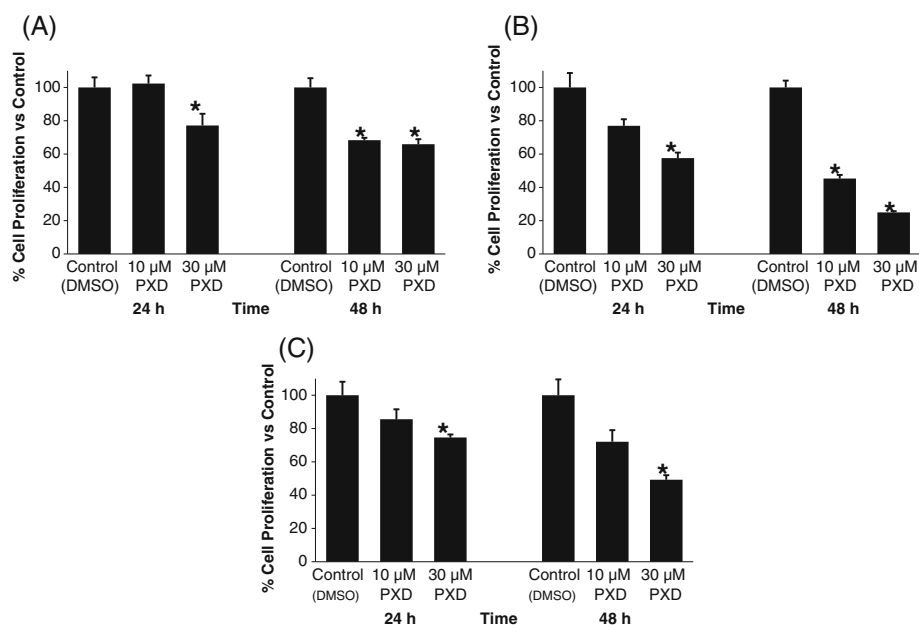 (A)
% Cell Proliferation vs Control
100
80
60
40
20
0
*
*
*
Control 10 µM 30 µM Control 10 µM 30 µM
(DMSO) PXD PXD (DMSO) PXD PXD
24 h Time 48 h
(B)
% Cell Proliferation vs Control
100
80
60
40
20
0
*
*
*
Control 10 µM 30 µM Control 10 µM 30 µM
(DMSO) PXD PXD (DMSO) PXD PXD
24 h Time 48 h
(C)
% Cell Proliferation vs Control
100
80
60
40
20
0
*
*
Control 10 µM 30 µM Control 10 µM 30 µM
(DMSO) PXD PXD (DMSO) PXD PXD
24 h Time 48 h